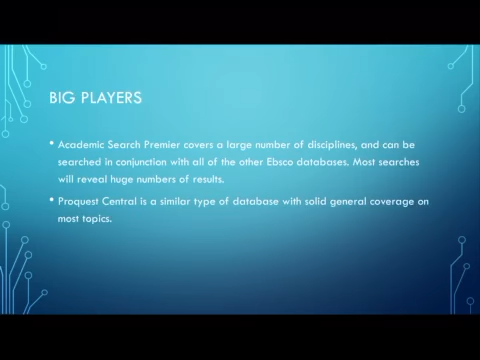 BIG PLAYERS
• Academic Search Premier covers a large number of disciplines, and can be
searched in conjunction with all of the other Ebsco databases. Most searches
will reveal huge numbers of results.
• Proquest Central is a similar type of database with solid general coverage on
most topics.